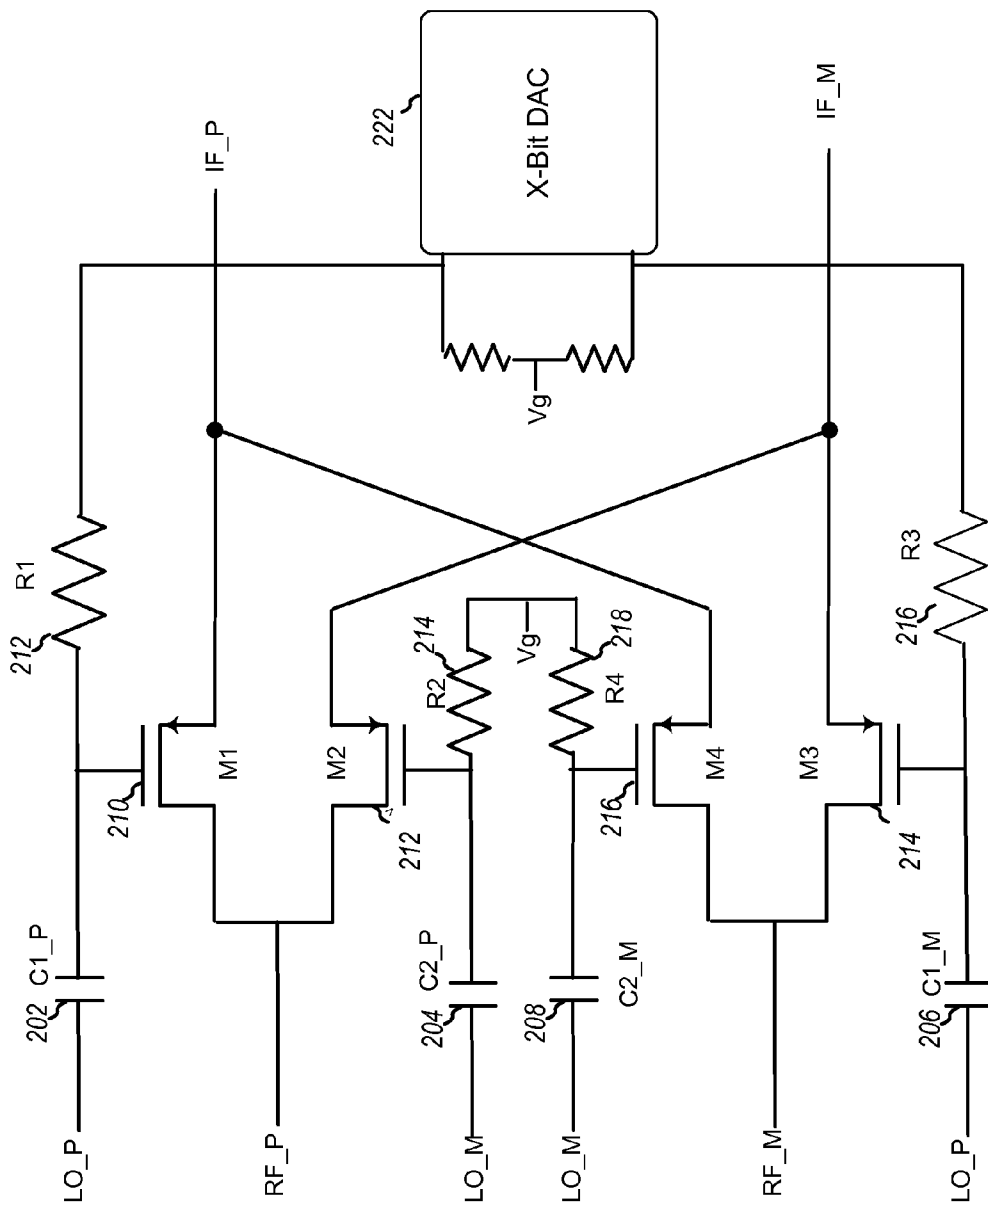 LO_P
202
C1_P
212
R1
210
M1
IF_P
RF_P
M2
212
LO_M
204
C2_P
R2
214
Vg
Vg
222
X-Bit DAC
LO_M
208
C2_M
R4
218
216
M4
RF_M
M3
214
IF_M
LO_P
206
C1_M
216
R3